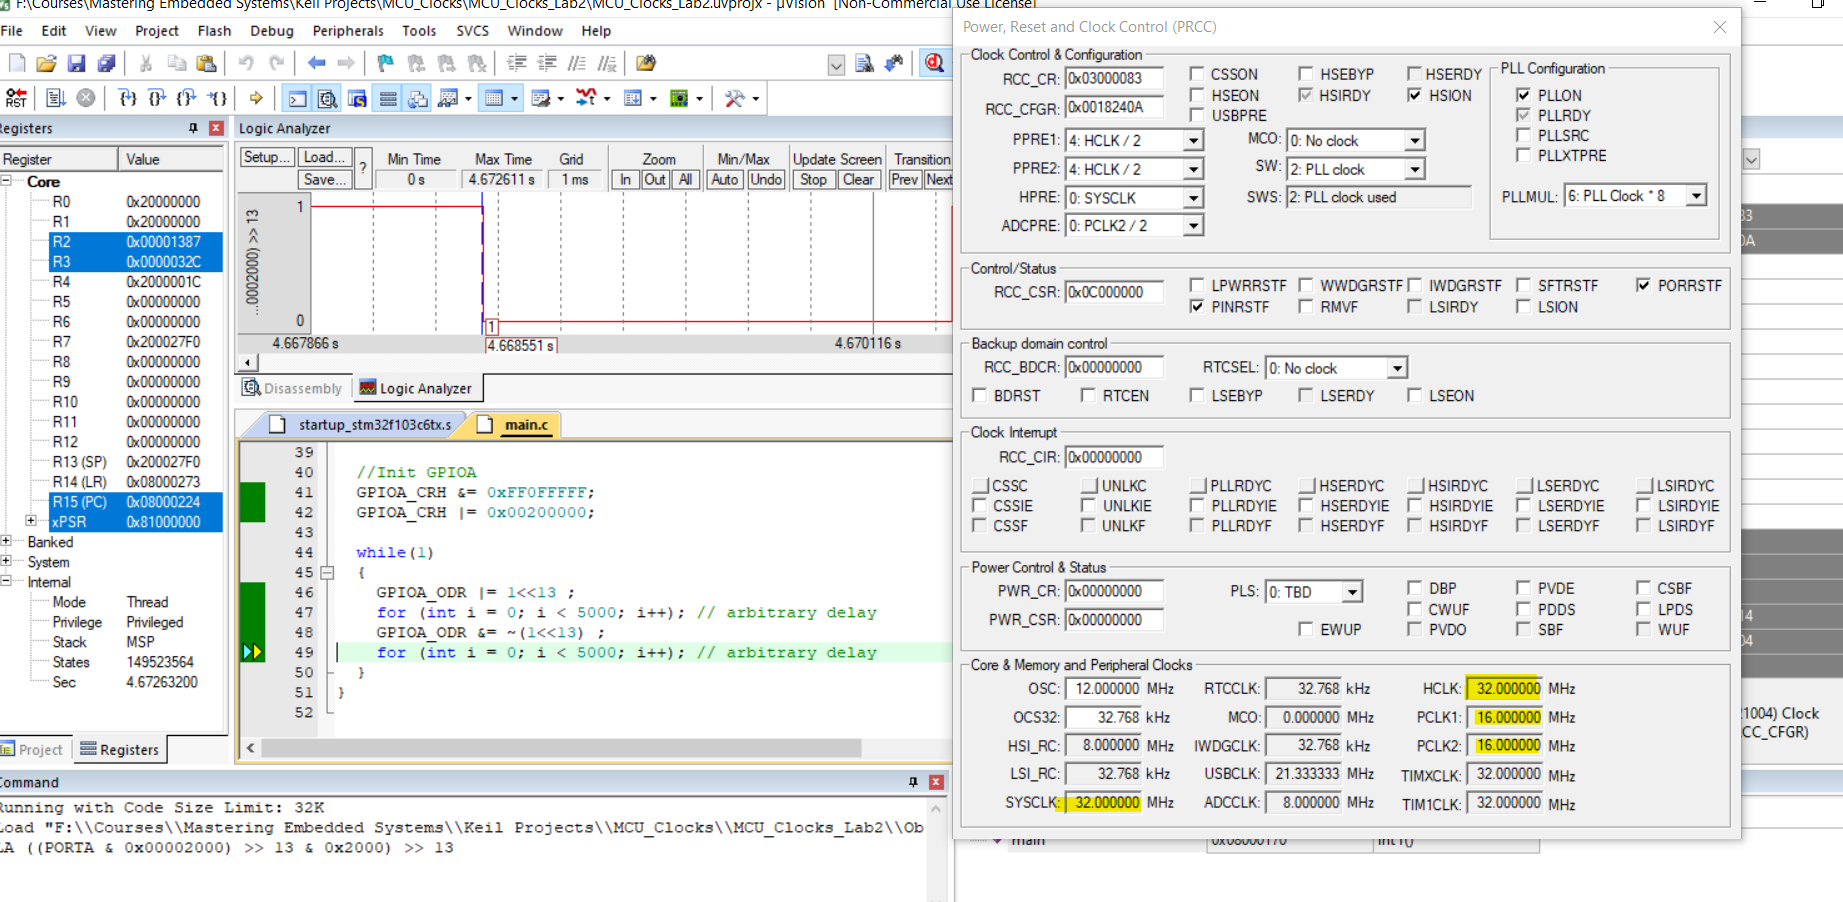 F:\Courses\Mastering Embedded Systems\Keil Projects\MCU_Clocks\MCU_Clocks_Lab2\MCU_Clocks_Lab2.uvprojx - µVision [Non-Commercial Use License]
File Edit View Project Flash Debug Peripherals Tools SVCS Window Help
RST
Registers
Register Value
Core
R0 0x20000000
R1 0x20000000
R2 0x00001387
R3 0x0000032C
R4 0x2000001C
R5 0x00000000
R6 0x00000000
R7 0x200027F0
R8 0x00000000
R9 0x00000000
R10 0x00000000
R11 0x00000000
R12 0x00000000
R13 (SP) 0x200027F0
R14 (LR) 0x08000273
R15 (PC) 0x08000224
xPSR 0x81000000
Banked
System
Internal
Mode Thread
Privilege Privileged
Stack MSP
States 149523564
Sec 4.67263200
Project Registers
Logic Analyzer
Setup... Load... ? Min Time Max Time Grid Zoom Min/Max Update Screen Transition
Save... 0 s 4.672611 s 1 ms In Out All Auto Undo Stop Clear Prev Next
...0002000) >> 13
1
0
1
4.667866 s 4.668551 s 4.670116 s
Disassembly Logic Analyzer
startup_stm32f103c6tx.s main.c
39
40 //Init GPIOA
41 GPIOA_CRH &= 0xFF0FFFFF;
42 GPIOA_CRH |= 0x00200000;
43
44 while(1)
45 {
46 GPIOA_ODR |= 1<<13 ;
47 for (int i = 0; i < 5000; i++); // arbitrary delay
48 GPIOA_ODR &= ~(1<<13) ;
49 for (int i = 0; i < 5000; i++); // arbitrary delay
50 }
51 }
52
Command
Running with Code Size Limit: 32K
Load "F:\\Courses\\Mastering Embedded Systems\\Keil Projects\\MCU_Clocks\\MCU_Clocks_Lab2\\Ob
LA ((PORTA & 0x00002000) >> 13 & 0x2000) >> 13
Power, Reset and Clock Control (PRCC)
Clock Control & Configuration
RCC_CR: 0x03000083 CSSON HSEBYP HSERDY
RCC_CFGR: 0x0018240A HSEON HSIRDY HSION
USBPRE
PPRE1: 4: HCLK / 2 MCO: 0: No clock
PPRE2: 4: HCLK / 2 SW: 2: PLL clock
HPRE: 0: SYSCLK SWS: 2: PLL clock used
ADCPRE: 0: PCLK2 / 2
PLL Configuration
PLLON
PLLRDY
PLLSRC
PLLXTPRE
PLLMUL: 6: PLL Clock * 8
Control/Status
RCC_CSR: 0x0C000000 LPWRRSTF WWDGRSTF IWDGRSTF SFTRSTF PORRSTF
PINRSTF RMVF LSIRDY LSION
Backup domain control
RCC_BDCR: 0x00000000 RTCSEL: 0: No clock
BDRST RTCEN LSEBYP LSERDY LSEON
Clock Interrupt
RCC_CIR: 0x00000000
CSSC UNLKC PLLRDYC HSERDYC HSIRDYC LSERDYC LSIRDYC
CSSIE UNLKIE PLLRDYIE HSERDYIE HSIRDYIE LSERDYIE LSIRDYIE
CSSF UNLKF PLLRDYF HSERDYF HSIRDYF LSERDYF LSIRDYF
Power Control & Status
PWR_CR: 0x00000000 PLS: 0: TBD DBP PVDE CSBF
PWR_CSR: 0x00000000 CWUF PDDS LPDS
EWUP PVDO SBF WUF
Core & Memory and Peripheral Clocks
OSC: 12.000000 MHz RTCCLK: 32.768 kHz HCLK: 32.000000 MHz
OCS32: 32.768 kHz MCO: 0.000000 MHz PCLK1: 16.000000 MHz
HSI_RC: 8.000000 MHz IWDGCLK: 32.768 kHz PCLK2: 16.000000 MHz
LSI_RC: 32.768 kHz USBCLK: 21.333333 MHz TIMXCLK: 32.000000 MHz
SYSCLK: 32.000000 MHz ADCCLK: 8.000000 MHz TIM1CLK: 32.000000 MHz
main 0x08000170 int f()
33
0A
14
04
21004) Clock
CC_CFGR)